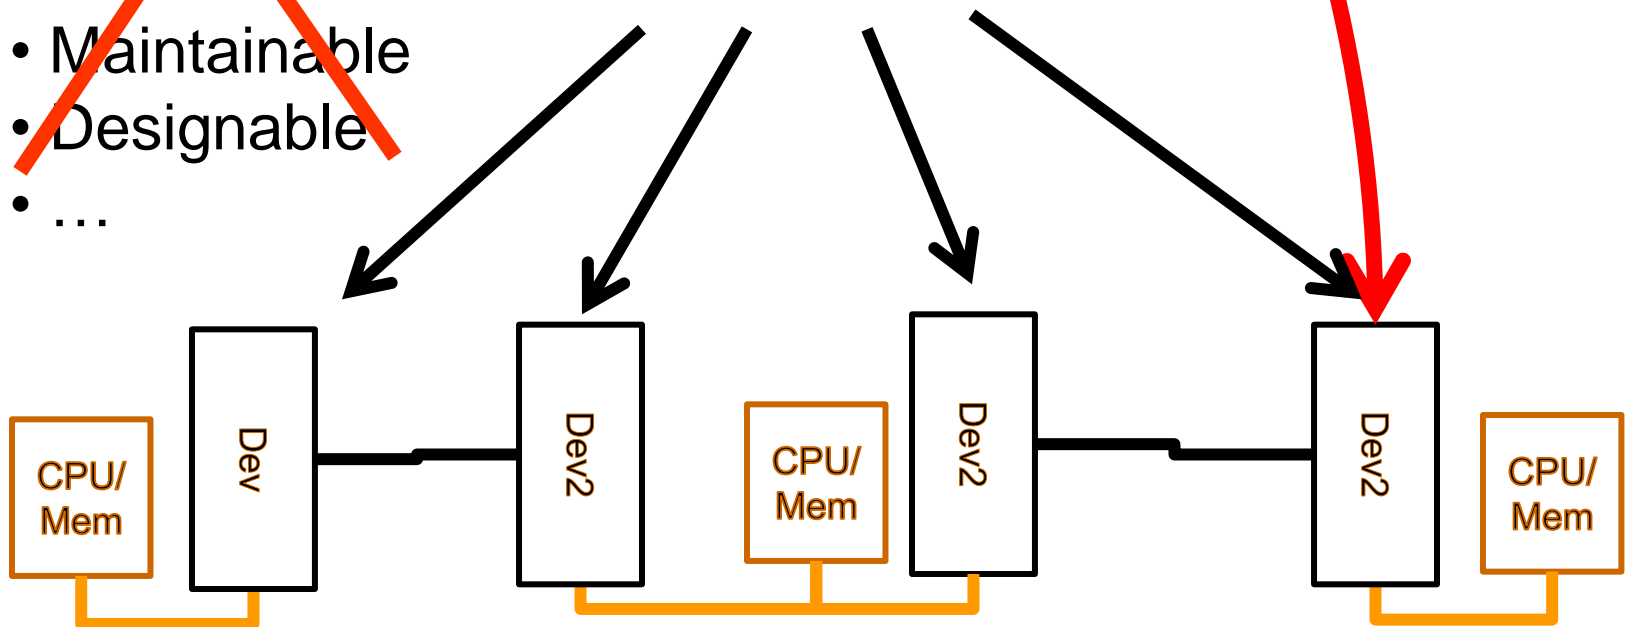 • Maintainable
• Designable
• …
Dev
Dev2
Dev2
Dev2
CPU/
Mem
CPU/
Mem
CPU/
Mem